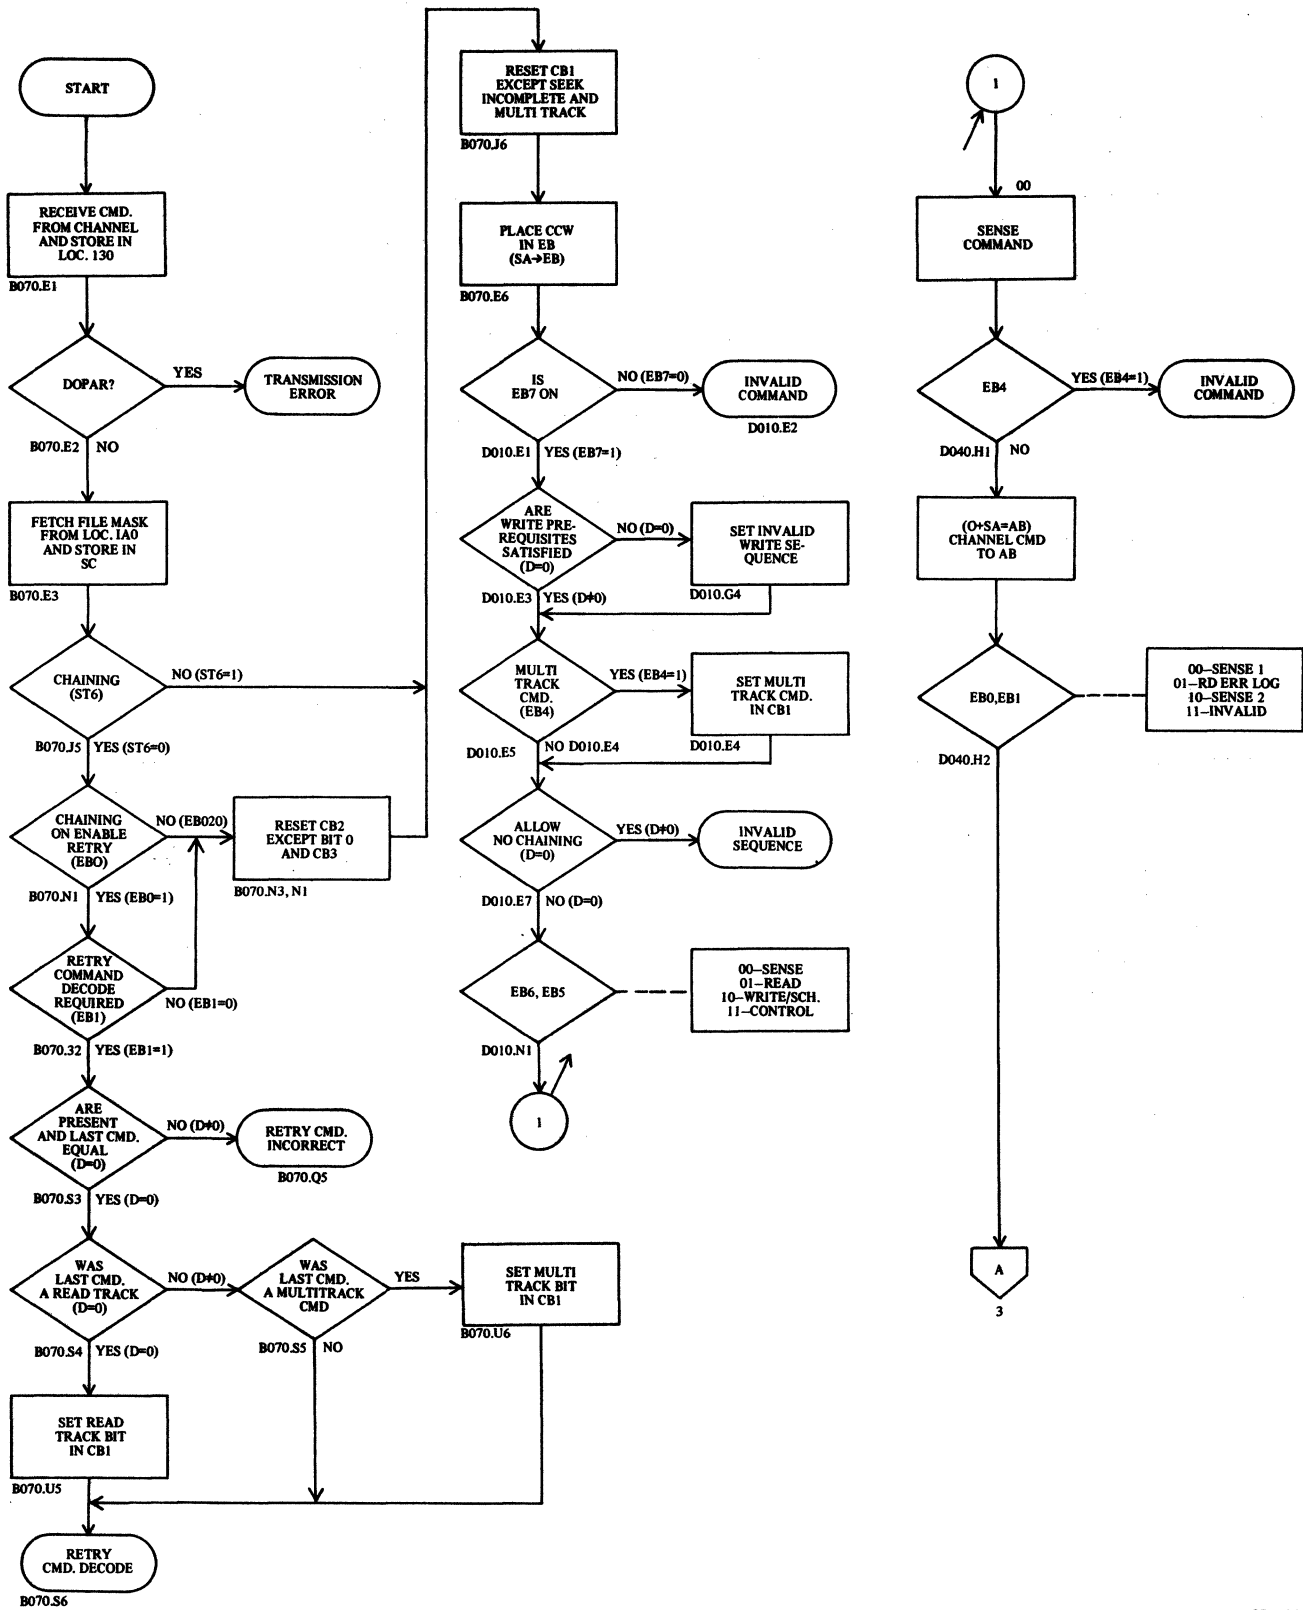 START
RECEIVE CMD.
FROM CHANNEL
AND STORE IN
LOC. 130
B070.E1
DOPAR?
YES
TRANSMISSION
ERROR
B070.E2
NO
FETCH FILE MASK
FROM LOC. IA0
AND STORE IN
SC
B070.E3
CHAINING
(ST6)
NO (ST6=1)
B070.J5
YES (ST6=0)
CHAINING
ON ENABLE
RETRY
(EBO)
NO (EB020)
RESET CB2
EXCEPT BIT 0
AND CB3
B070.N3, N1
B070.N1
YES (EB0=1)
RETRY
COMMAND
DECODE
REQUIRED
(EB1)
NO (EB1=0)
B070.32
YES (EB1=1)
ARE
PRESENT
AND LAST CMD.
EQUAL
(D=0)
NO (D≠0)
RETRY CMD.
INCORRECT
B070.Q5
B070.S3
YES (D=0)
WAS
LAST CMD.
A READ TRACK
(D=0)
NO (D≠0)
WAS
LAST CMD.
A MULTITRACK
CMD
YES
SET MULTI
TRACK BIT
IN CB1
B070.U6
B070.S4
YES (D=0)
B070.S5
NO
SET READ
TRACK BIT
IN CB1
B070.U5
RETRY
CMD. DECODE
B070.S6
RESET CB1
EXCEPT SEEK
INCOMPLETE AND
MULTI TRACK
B070.J6
PLACE CCW
IN EB
(SA→EB)
B070.E6
IS
EB7 ON
NO (EB7=0)
INVALID
COMMAND
D010.E2
D010.E1
YES (EB7=1)
ARE
WRITE PRE-
REQUISITES
SATISFIED
(D=0)
NO (D=0)
SET INVALID
WRITE SE-
QUENCE
D010.G4
D010.E3
YES (D≠0)
MULTI
TRACK
CMD.
(EB4)
YES (EB4=1)
SET MULTI
TRACK CMD.
IN CB1
D010.E4
D010.E5
NO D010.E4
ALLOW
NO CHAINING
(D=0)
YES (D≠0)
INVALID
SEQUENCE
D010.E7
NO (D=0)
EB6, EB5
00–SENSE
01–READ
10–WRITE/SCH.
11–CONTROL
D010.N1
1
1
00
SENSE
COMMAND
EB4
YES (EB4=1)
INVALID
COMMAND
D040.H1
NO
(O+SA=AB)
CHANNEL CMD
TO AB
EB0,EB1
00–SENSE 1
01–RD ERR LOG
10–SENSE 2
11–INVALID
D040.H2
A
3